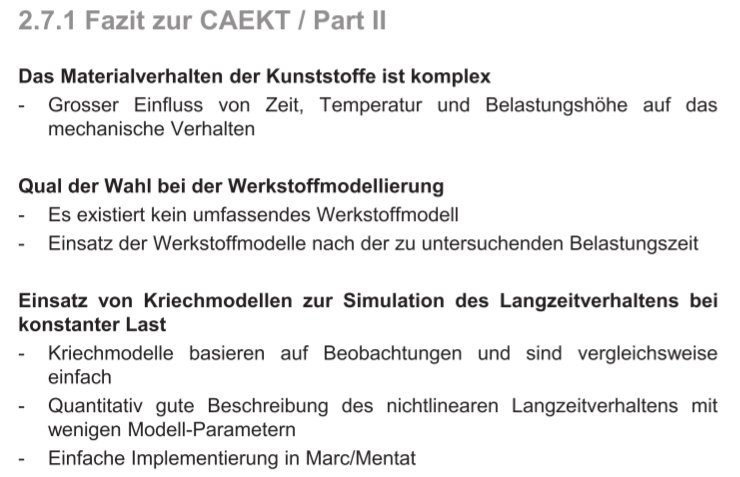 2.7.1 Fazit zur CAEKT / Part II
Das Materialverhalten der Kunststoffe ist komplex
- Grosser Einfluss von Zeit, Temperatur und Belastungshöhe auf das
mechanische Verhalten
Qual der Wahl bei der Werkstoffmodellierung
- Es existiert kein umfassendes Werkstoffmodell
- Einsatz der Werkstoffmodelle nach der zu untersuchenden Belastungszeit
Einsatz von Kriechmodellen zur Simulation des Langzeitverhaltens bei
konstanter Last
- Kriechmodelle basieren auf Beobachtungen und sind vergleichsweise
einfach
- Quantitativ gute Beschreibung des nichtlinearen Langzeitverhaltens mit
wenigen Modell-Parametern
- Einfache Implementierung in Marc/Mentat